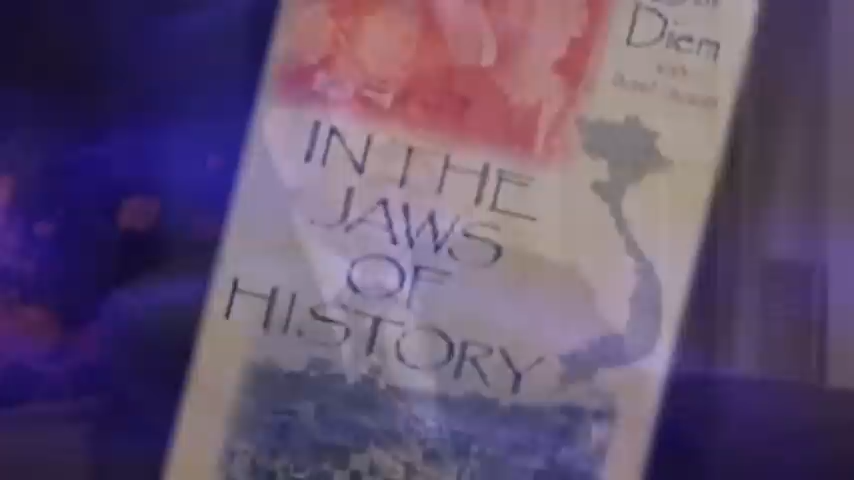 Diem
IN THE
JAWS
OF
HISTORY